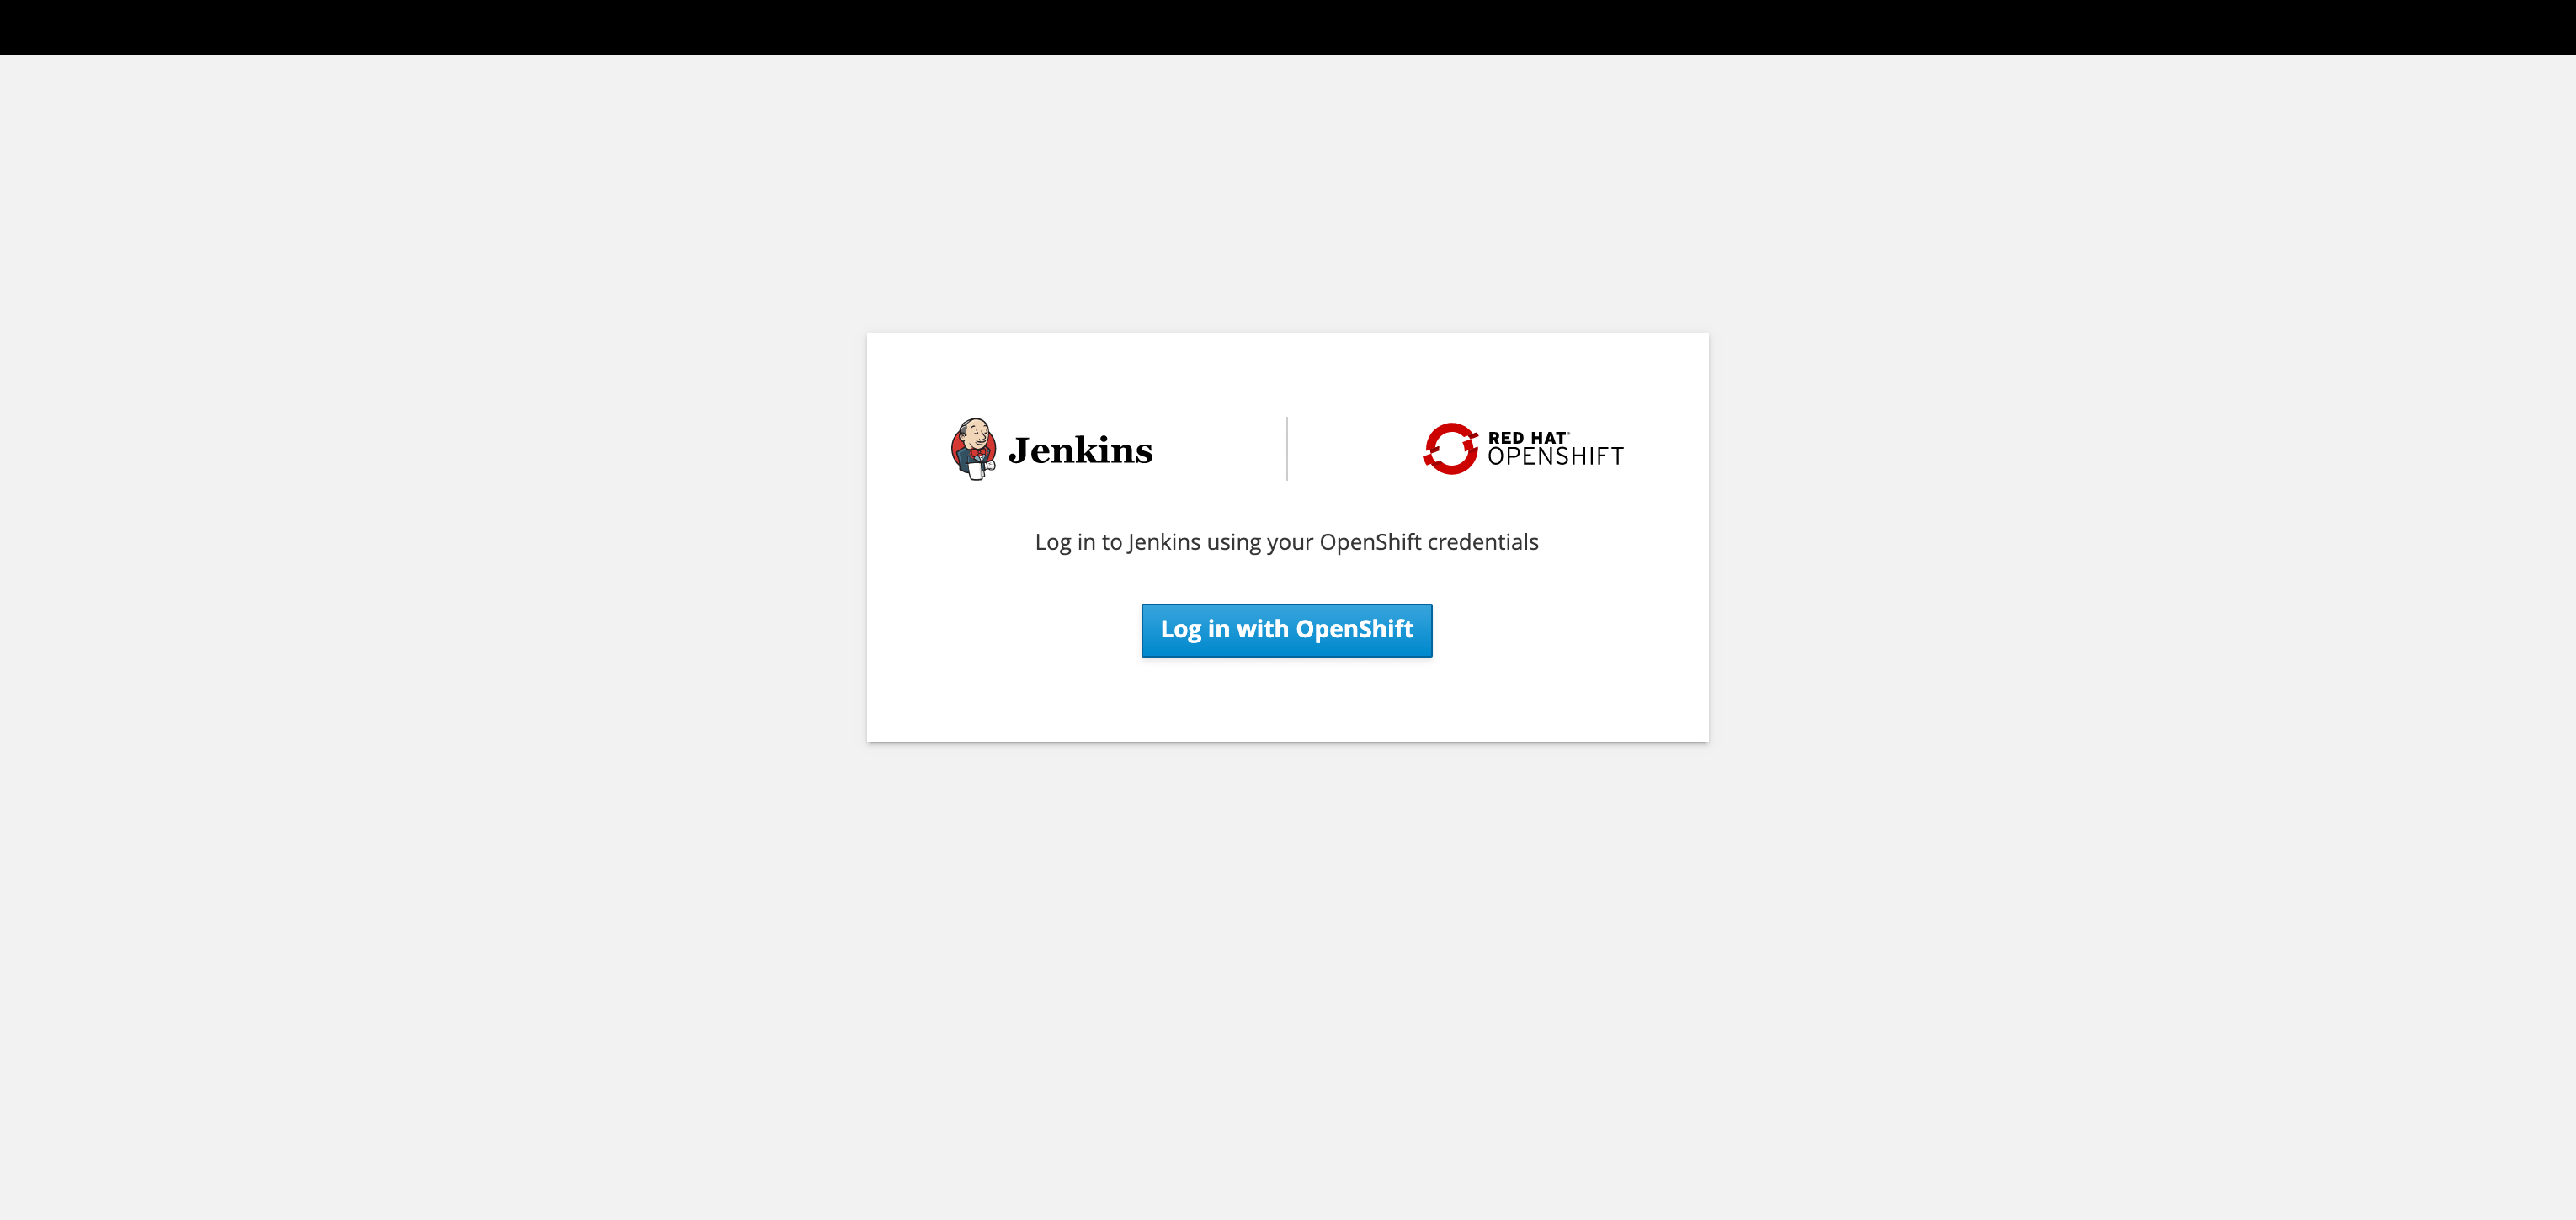 Jenkins
RED HAT
OPENSHIFT
Log in to Jenkins using your OpenShift credentials
Log in with OpenShift